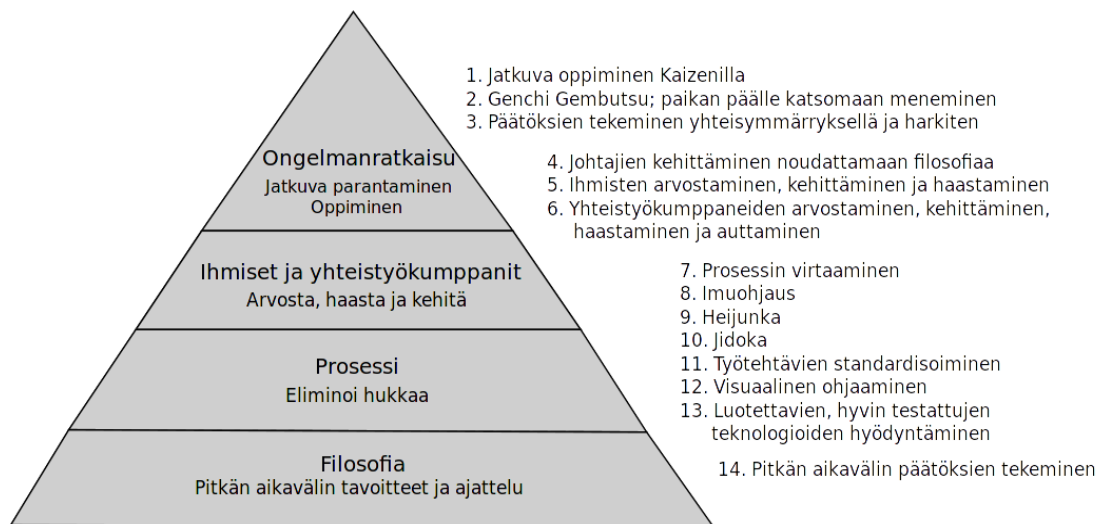 1. Jatkuva oppiminen Kaizenilla
2. Genchi Gembutsu; paikan päälle katsomaan meneminen
3. Päätöksien tekeminen yhteisymmärryksellä ja harkiten
Ongelmanratkaisu
Jatkuva parantaminen
Oppiminen
4. Johtajien kehittäminen noudattamaan filosofiaa
5. Ihmisten arvostaminen, kehittäminen ja haastaminen
6. Yhteistyökumppaneiden arvostaminen, kehittäminen,
haastaminen ja auttaminen
Ihmiset ja yhteistyökumppanit
Arvosta, haasta ja kehitä
7. Prosessin virtaaminen
8. Imuohjaus
9. Heijunka
10. Jidoka
11. Työtehtävien standardisoiminen
12. Visuaalinen ohjaaminen
13. Luotettavien, hyvin testattujen
teknologioiden hyödyntäminen
Prosessi
Eliminoi hukkaa
14. Pitkän aikavälin päätöksien tekeminen
Filosofia
Pitkän aikavälin tavoitteet ja ajattelu